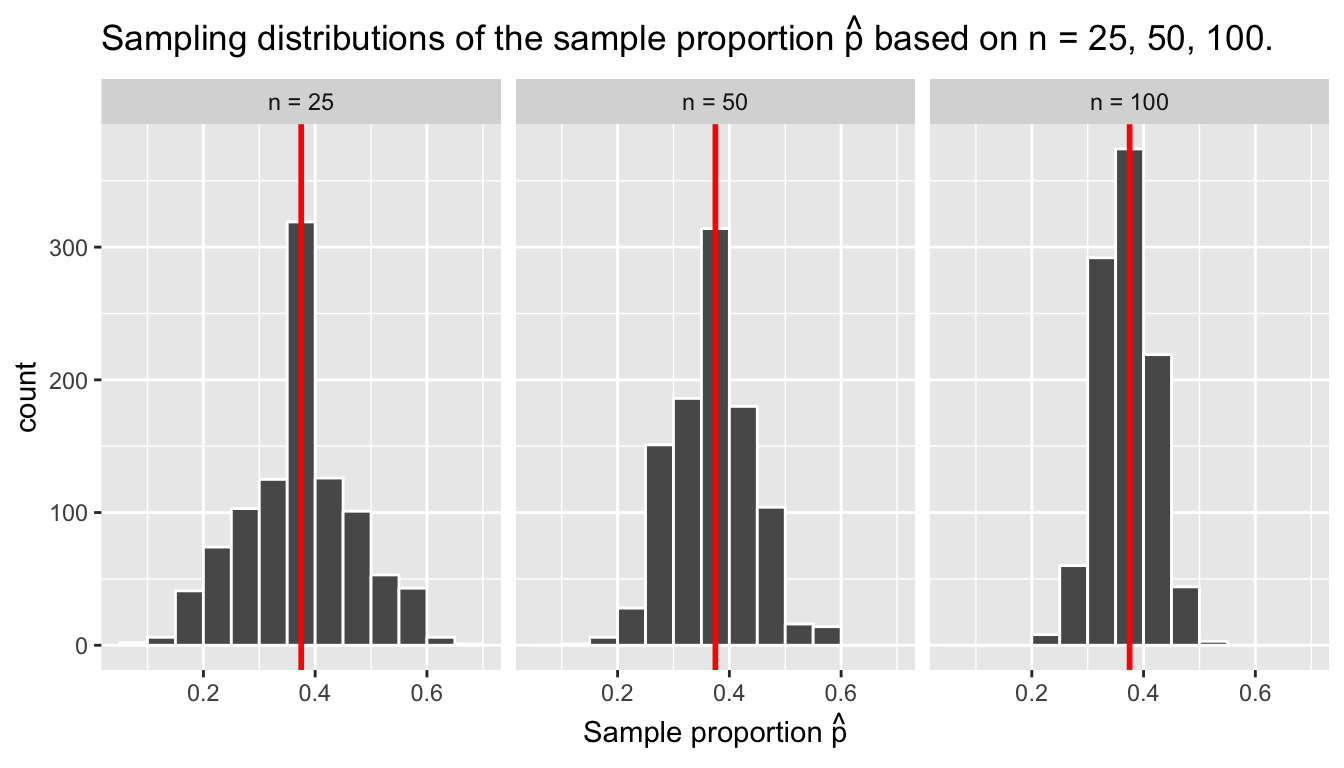 Sampling distributions of the sample proportion p̂ based on n = 25, 50, 100.
n = 25 n = 50 n = 100
300
200
100
0
count
0.2 0.4 0.6 0.2 0.4 0.6 0.2 0.4 0.6
Sample proportion p̂